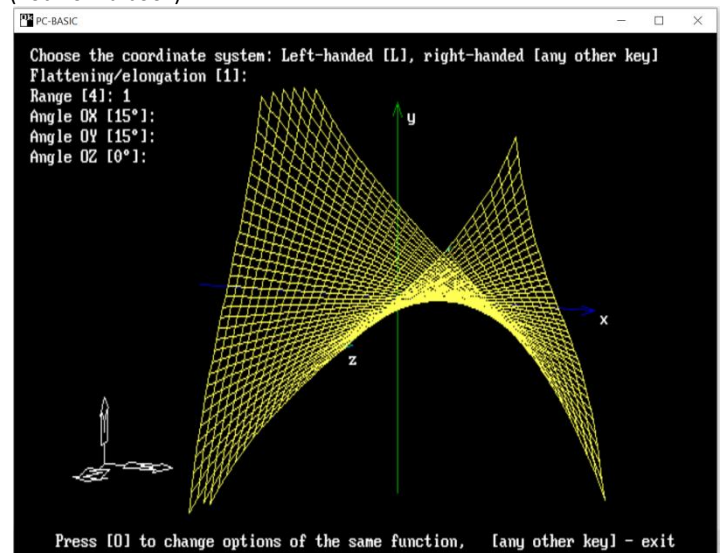 PC-BASIC
Choose the coordinate system: Left-handed [L], right-handed [any other key]
Flattening/elongation [1]:
Range [4]: 1
Angle OX [15°]:
Angle OY [15°]:
Angle OZ [0°]:
y
x
z
Press [O] to change options of the same function, [any other key] - exit